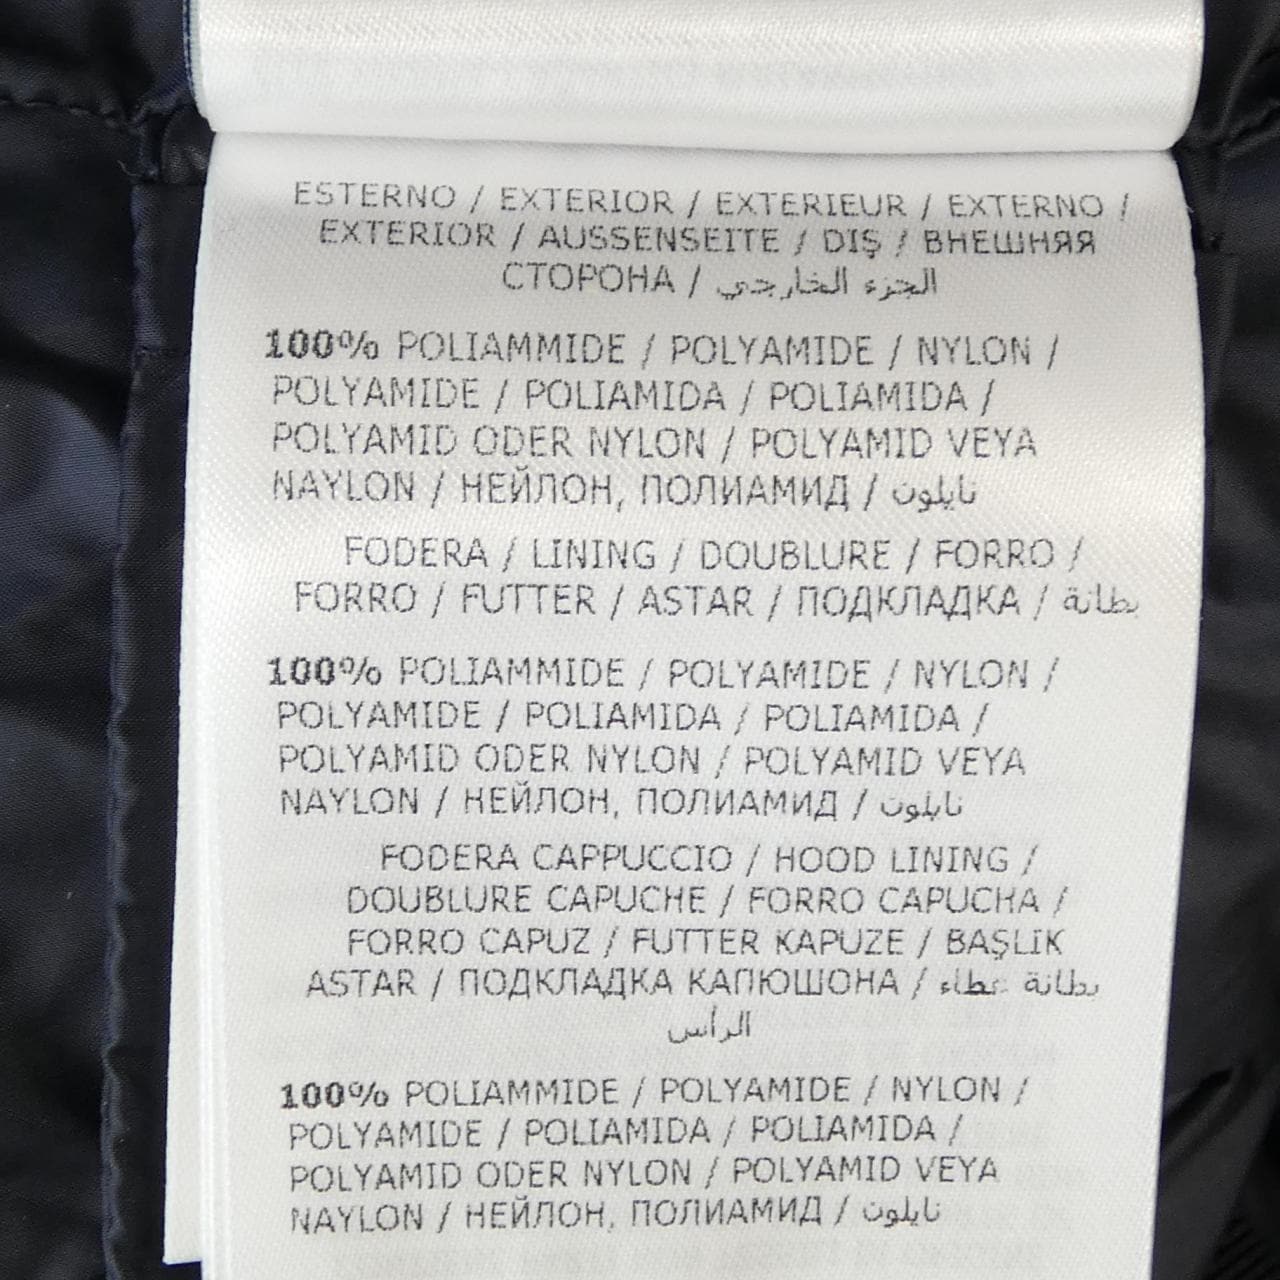 ESTERNO / EXTERIOR / EXTERIEUR / EXTERNO /
EXTERIOR / AUSSENSEITE / DIŞ / ВНЕШНЯЯ
СТОРОНА / الجزء الخارجي
100% POLIAMMIDE / POLYAMIDE / NYLON /
POLYAMIDE / POLIAMIDA / POLIAMIDA /
POLYAMID ODER NYLON / POLYAMID VEYA
NAYLON / НЕЙЛОН, ПОЛИАМИД / نايلون
FODERA / LINING / DOUBLURE / FORRO /
FORRO / FUTTER / ASTAR / ПОДКЛАДКА / بطانة
100% POLIAMMIDE / POLYAMIDE / NYLON /
POLYAMIDE / POLIAMIDA / POLIAMIDA /
POLYAMID ODER NYLON / POLYAMID VEYA
NAYLON / НЕЙЛОН, ПОЛИАМИД / نايلون
FODERA CAPPUCCIO / HOOD LINING /
DOUBLURE CAPUCHE / FORRO CAPUCHA /
FORRO CAPUZ / FUTTER KAPUZE / BAŞLIK
ASTAR / ПОДКЛАДКА КАПЮШОНА / بطانة غطاء
الرأس
100% POLIAMMIDE / POLYAMIDE / NYLON /
POLYAMIDE / POLIAMIDA / POLIAMIDA /
POLYAMID ODER NYLON / POLYAMID VEYA
NAYLON / НЕЙЛОН, ПОЛИАМИД / نايلون